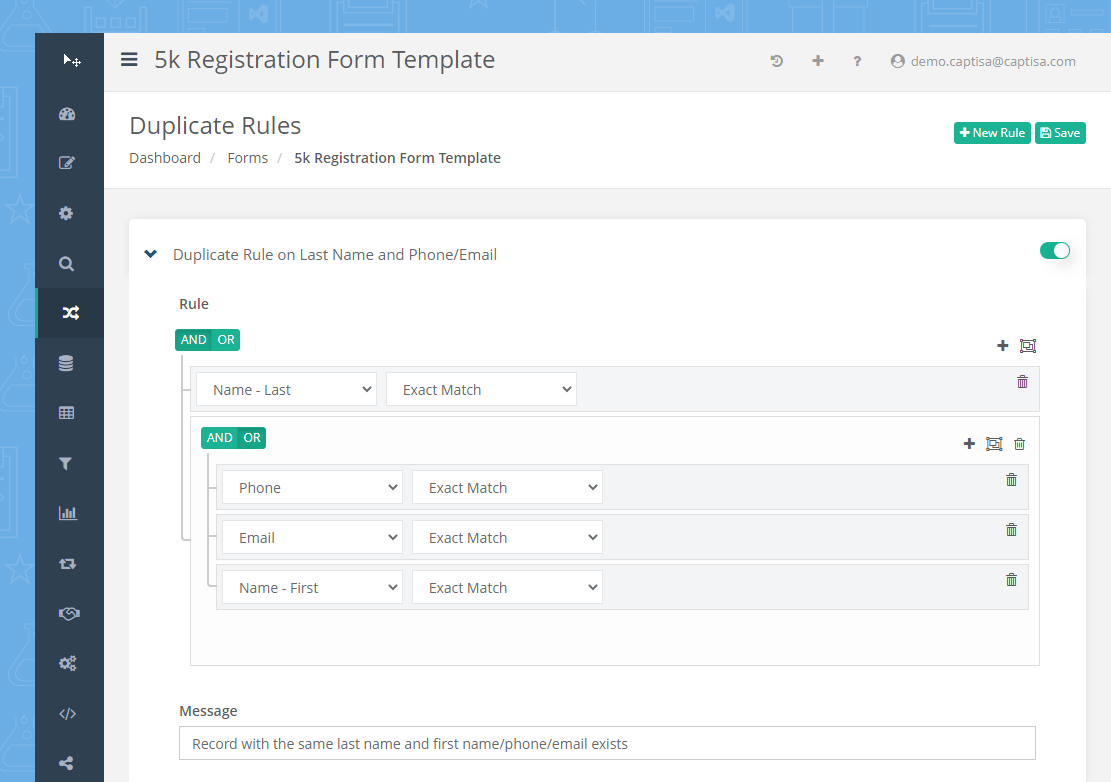 5k Registration Form Template
? demo.captisa@captisa.com
Duplicate Rules
Dashboard / Forms / 5k Registration Form Template
New Rule Save
Duplicate Rule on Last Name and Phone/Email
Rule
AND OR
Name - Last Exact Match
AND OR
Phone Exact Match
Email Exact Match
Name - First Exact Match
Message
Record with the same last name and first name/phone/email exists